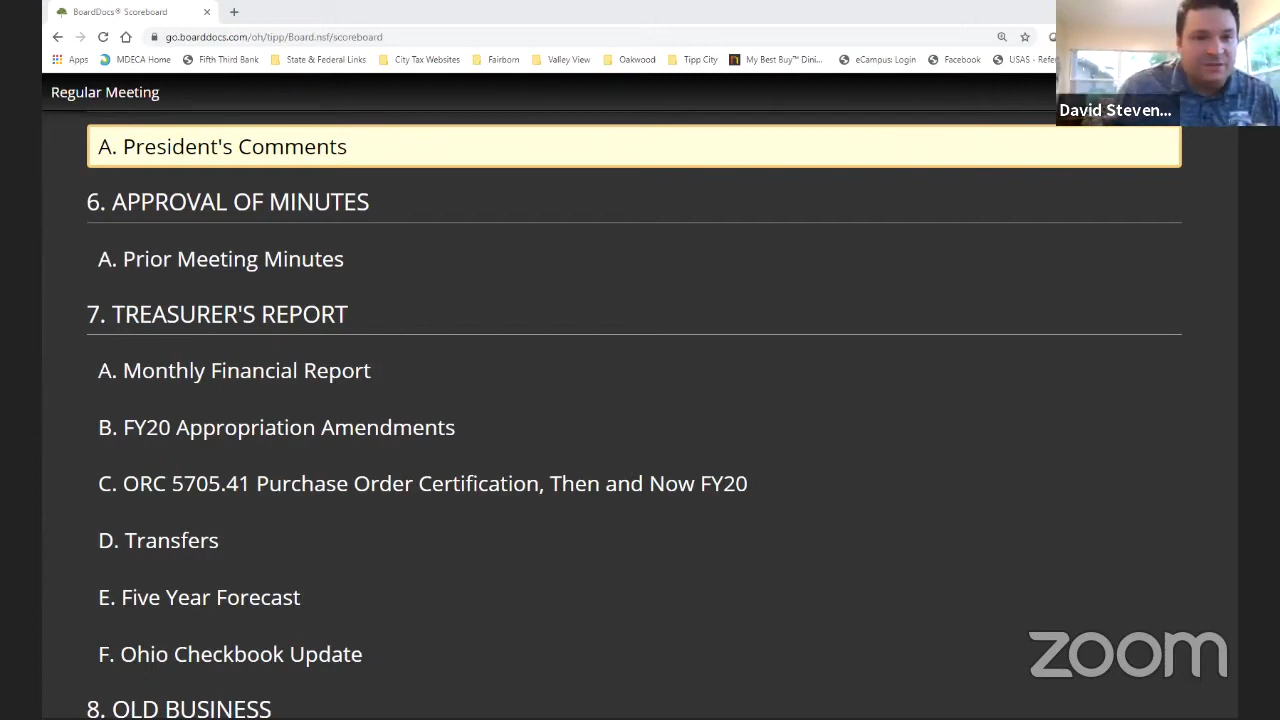 BoardDocs® Scoreboard
go.boarddocs.com/oh/tipp/Board.nsf/scoreboard
Apps MDECA Home Fifth Third Bank State & Federal Links City Tax Websites Fairborn Valley View Oakwood Tipp City My Best Buy™ Dini... eCampus: Login Facebook USAS - Refer
Regular Meeting
David Steven...
A. President's Comments
6. APPROVAL OF MINUTES
A. Prior Meeting Minutes
7. TREASURER'S REPORT
A. Monthly Financial Report
B. FY20 Appropriation Amendments
C. ORC 5705.41 Purchase Order Certification, Then and Now FY20
D. Transfers
E. Five Year Forecast
F. Ohio Checkbook Update
8. OLD BUSINESS
zoom